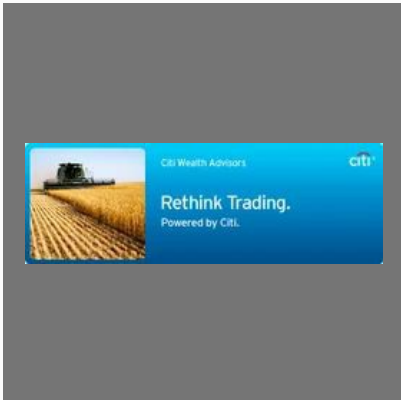 Citi Wealth Advisors
citi
Rethink Trading.
Powered by Citi.